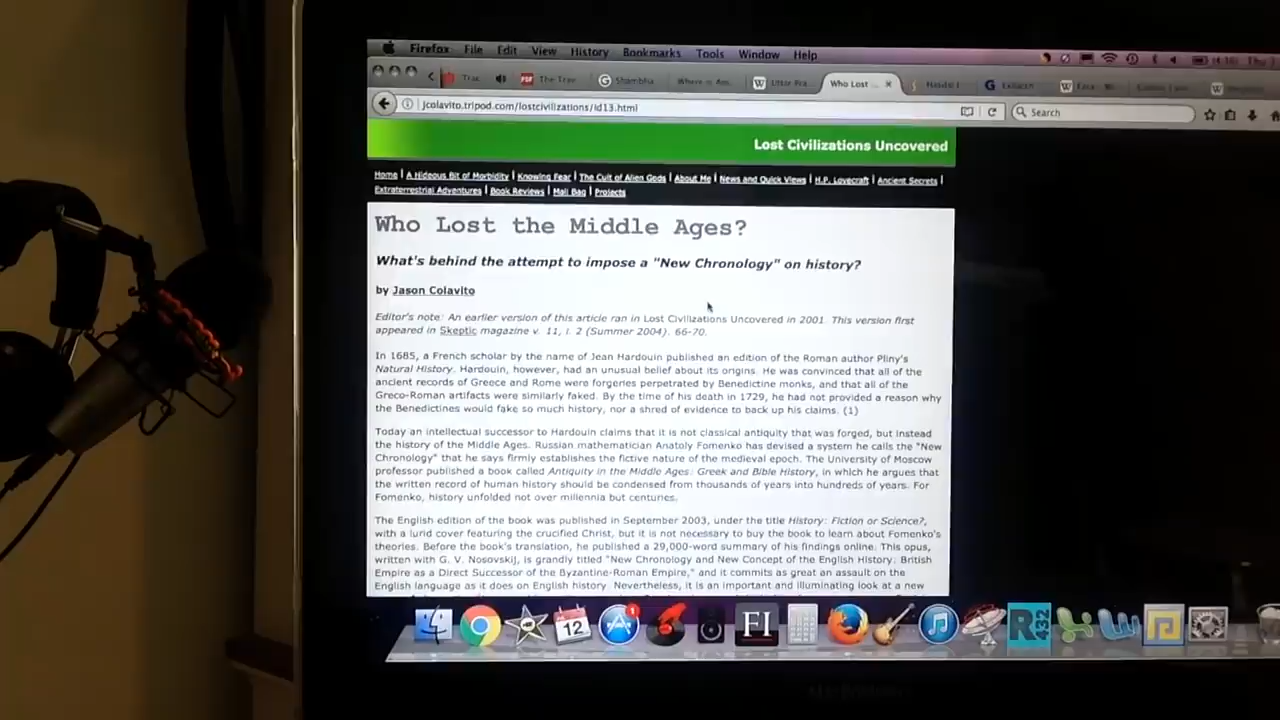 Firefox File Edit View History Bookmarks Tools Window Help
The Trav
Shambha
Where is Am
Uttar Pra
Who Lost ...
jcolavito.tripod.com/lostcivilizations/id13.html
Search
Lost Civilizations Uncovered
Home | A Hideous Bit of Morbidity | Knowing Fear | The Cult of Alien Gods | About Me | News and Quick Views | H.P. Lovecraft | Ancient Secrets |
Extraterrestrial Adventures | Book Reviews | Mail Bag | Projects
Who Lost the Middle Ages?
What's behind the attempt to impose a "New Chronology" on history?
by Jason Colavito
Editor's note: An earlier version of this article ran in Lost Civilizations Uncovered in 2001. This version first
appeared in Skeptic magazine v. 11, i. 2 (Summer 2004). 66-70.
In 1685, a French scholar by the name of Jean Hardouin published an edition of the Roman author Pliny's
Natural History. Hardouin, however, had an unusual belief about its origins. He was convinced that all of the
ancient records of Greece and Rome were forgeries perpetrated by Benedictine monks, and that all of the
Greco-Roman artifacts were similarly faked. By the time of his death in 1729, he had not provided a reason why
the Benedictines would fake so much history, nor a shred of evidence to back up his claims. (1)
Today an intellectual successor to Hardouin claims that it is not classical antiquity that was forged, but instead
the history of the Middle Ages. Russian mathematician Anatoly Fomenko has devised a system he calls the "New
Chronology" that he says firmly establishes the fictive nature of the medieval epoch. The University of Moscow
professor published a book called Antiquity in the Middle Ages: Greek and Bible History, in which he argues that
the written record of human history should be condensed from thousands of years into hundreds of years. For
Fomenko, history unfolded not over millennia but centuries.
The English edition of the book was published in September 2003, under the title History: Fiction or Science?,
with a lurid cover featuring the crucified Christ, but it is not necessary to buy the book to learn about Fomenko's
theories. Before the book's translation, he published a 29,000-word summary of his findings online. This opus,
written with G. V. Nosovskij, is grandly titled "New Chronology and New Concept of the English History: British
Empire as a Direct Successor of the Byzantine-Roman Empire," and it commits as great an assault on the
English language as it does on English history. Nevertheless, it is an important and illuminating look at a new
12
1
FI
R
432